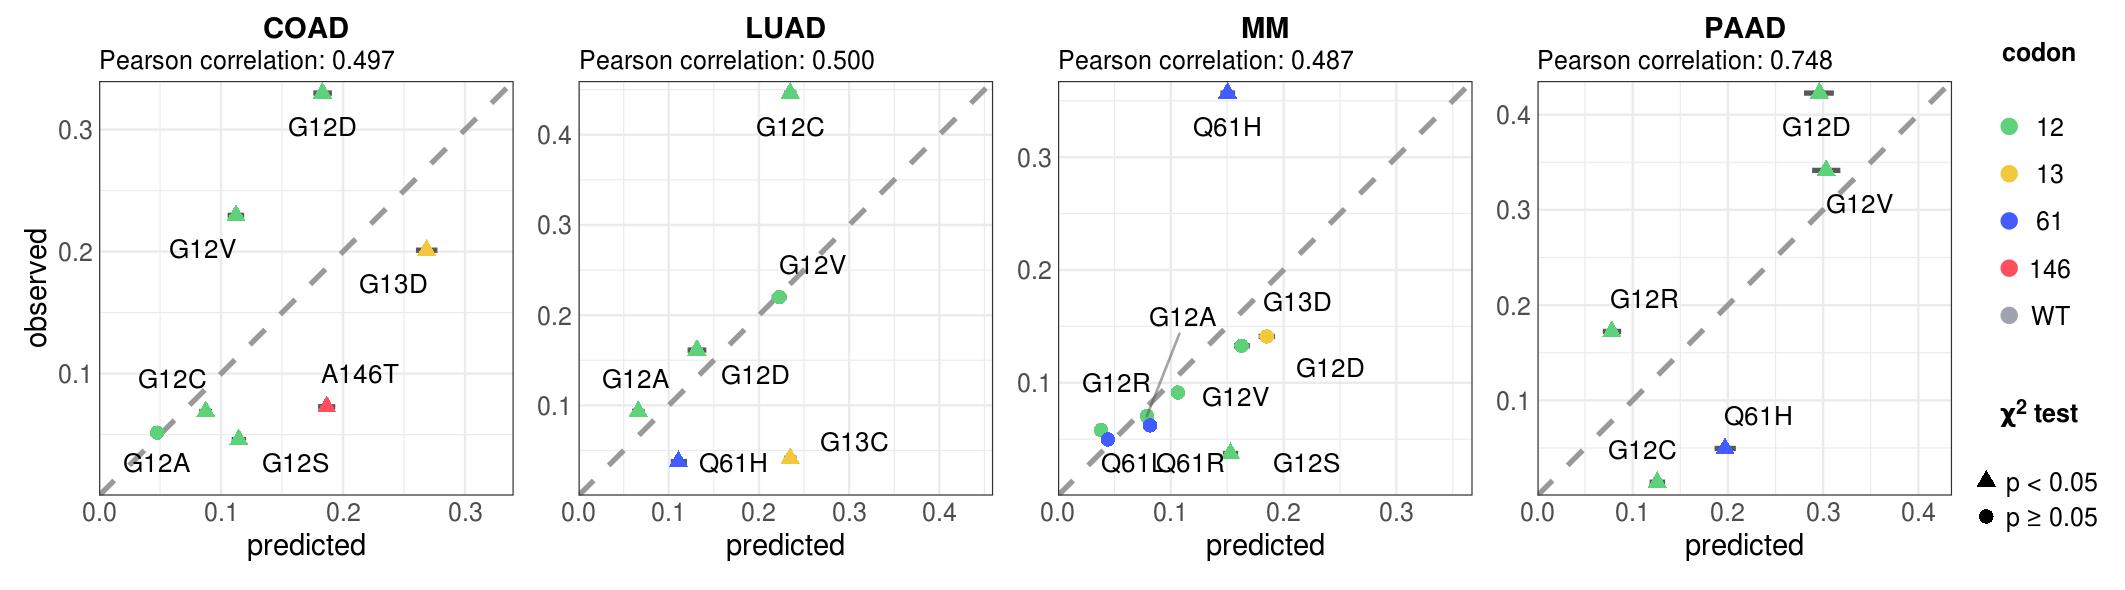 COAD
Pearson correlation: 0.497
observed
0.3
0.2
0.1
G12D
G12V
G13D
G12C
A146T
G12A
G12S
0.0 0.1 0.2 0.3
predicted
LUAD
Pearson correlation: 0.500
0.4
0.3
0.2
0.1
G12C
G12V
G12A
G12D
G13C
Q61H
0.0 0.1 0.2 0.3 0.4
predicted
MM
Pearson correlation: 0.487
0.3
0.2
0.1
Q61H
G13D
G12A
G12D
G12R
G12V
Q61L
Q61R
G12S
0.0 0.1 0.2 0.3
predicted
PAAD
Pearson correlation: 0.748
0.4
0.3
0.2
0.1
G12D
G12V
G12R
Q61H
G12C
0.0 0.1 0.2 0.3 0.4
predicted
codon
12
13
61
146
WT
χ² test
p < 0.05
p ≥ 0.05